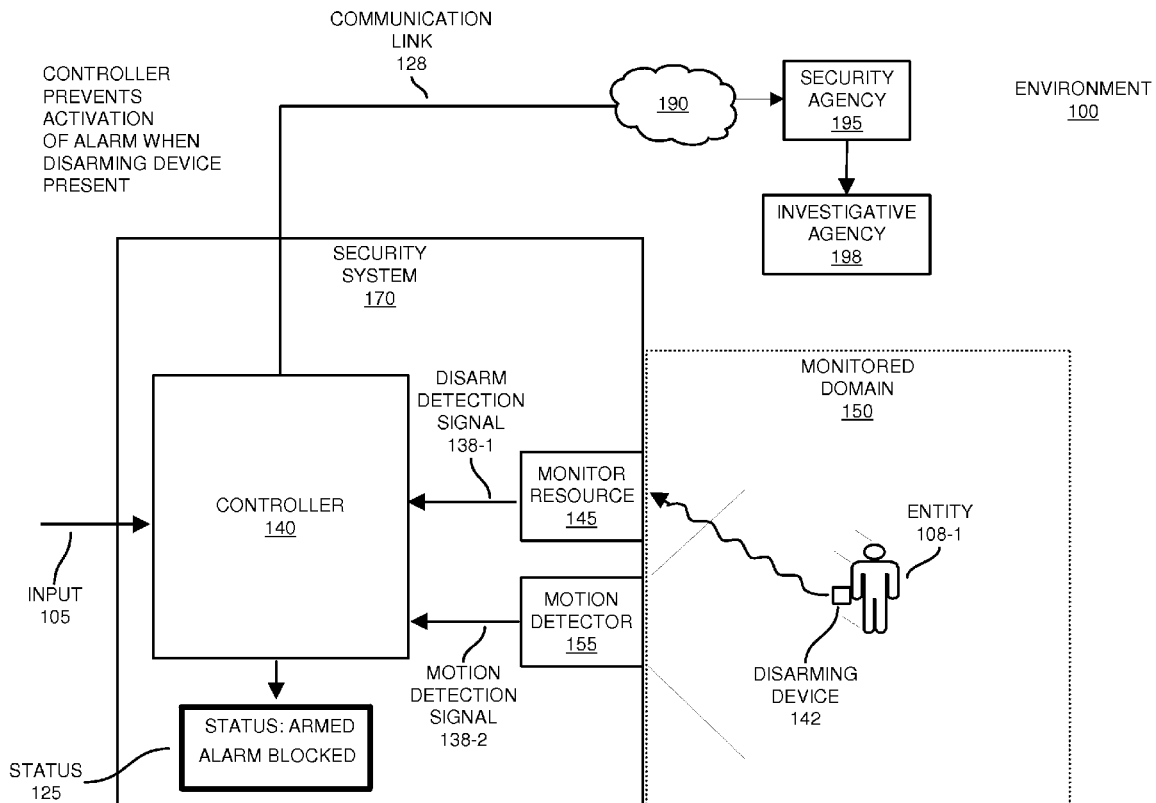 COMMUNICATION
LINK
128
CONTROLLER
PREVENTS
ACTIVATION
OF ALARM WHEN
DISARMING DEVICE
PRESENT
190
SECURITY
AGENCY
195
ENVIRONMENT
100
INVESTIGATIVE
AGENCY
198
SECURITY
SYSTEM
170
MONITORED
DOMAIN
150
DISARM
DETECTION
SIGNAL
138-1
CONTROLLER
140
MONITOR
RESOURCE
145
ENTITY
108-1
INPUT
105
MOTION
DETECTOR
155
MOTION
DETECTION
SIGNAL
138-2
DISARMING
DEVICE
142
STATUS: ARMED
ALARM BLOCKED
STATUS
125